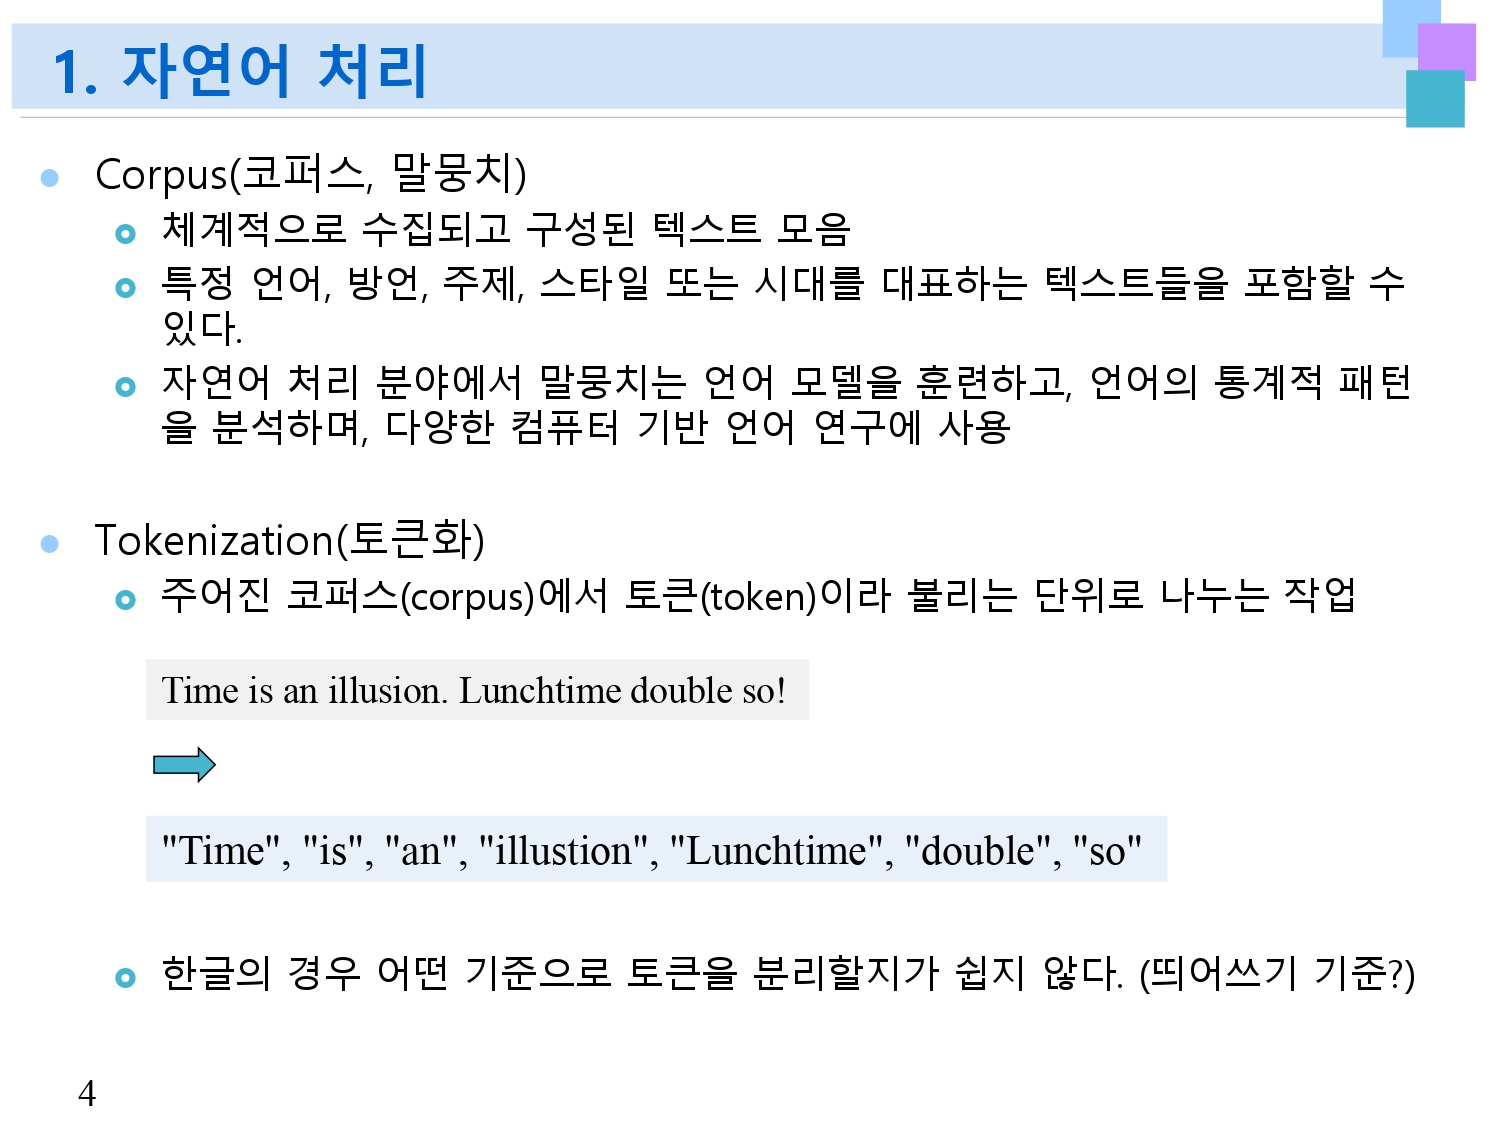 1. 자연어 처리
Corpus(코퍼스, 말뭉치)
체계적으로 수집되고 구성된 텍스트 모음
특정 언어, 방언, 주제, 스타일 또는 시대를 대표하는 텍스트들을 포함할 수
있다.
자연어 처리 분야에서 말뭉치는 언어 모델을 훈련하고, 언어의 통계적 패턴
을 분석하며, 다양한 컴퓨터 기반 언어 연구에 사용
Tokenization(토큰화)
주어진 코퍼스(corpus)에서 토큰(token)이라 불리는 단위로 나누는 작업
Time is an illusion. Lunchtime double so!
"Time", "is", "an", "illustion", "Lunchtime", "double", "so"
한글의 경우 어떤 기준으로 토큰을 분리할지가 쉽지 않다. (띄어쓰기 기준?)
4